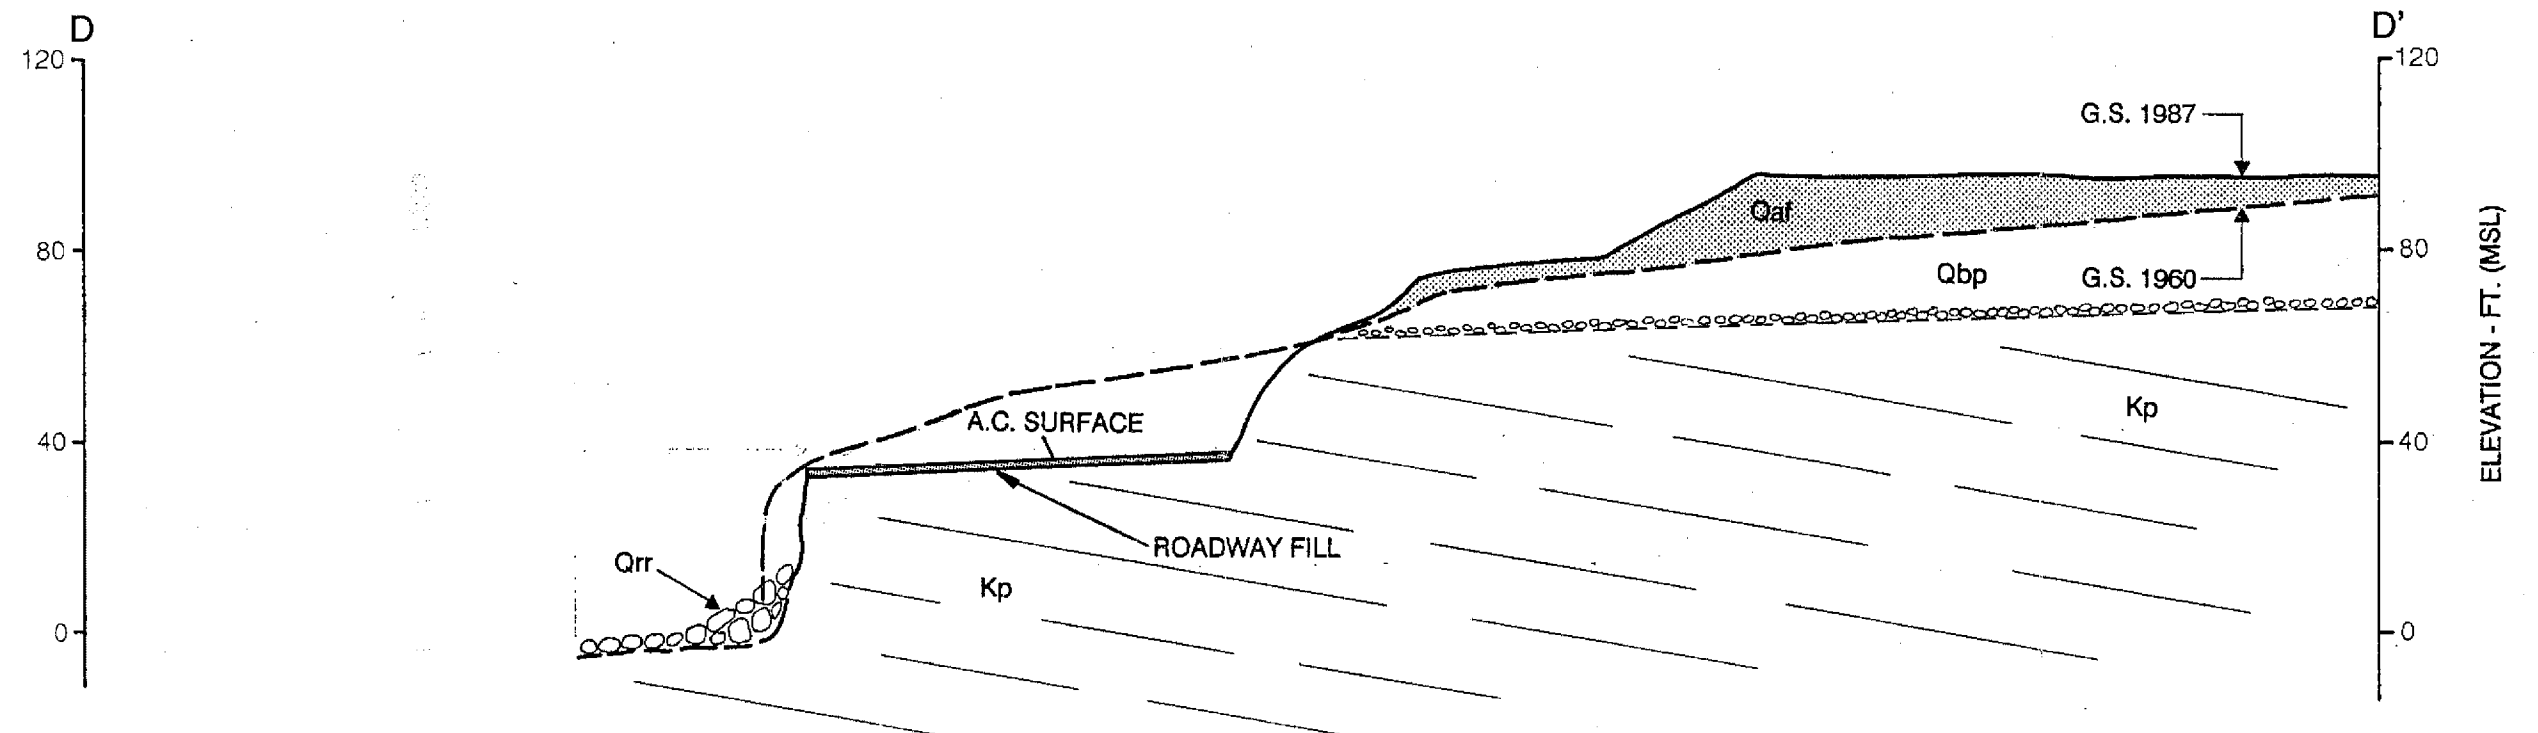 D
D'
120
120
G.S. 1987
Qaf
80
80
Qbp
G.S. 1960
ELEVATION - FT. (MSL)
A.C. SURFACE
Kp
40
40
ROADWAY FILL
Qrr
Kp
0
0